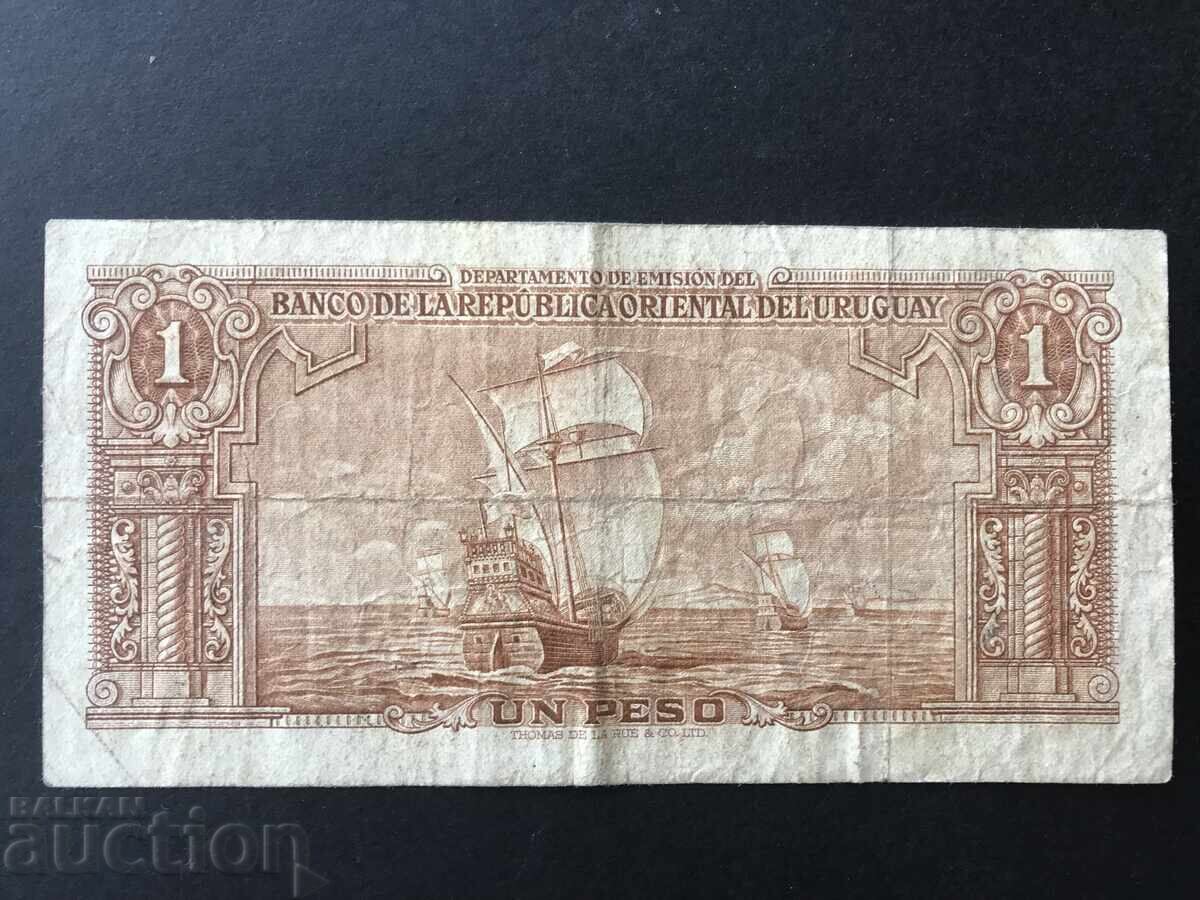 DEPARTAMENTO DE EMISIÓN DEL
BANCO DE LA REPÚBLICA ORIENTAL DEL URUGUAY
1
1
UN PESO
THOMAS DE LA RUE & CO. LTD.
BALKAN
auction